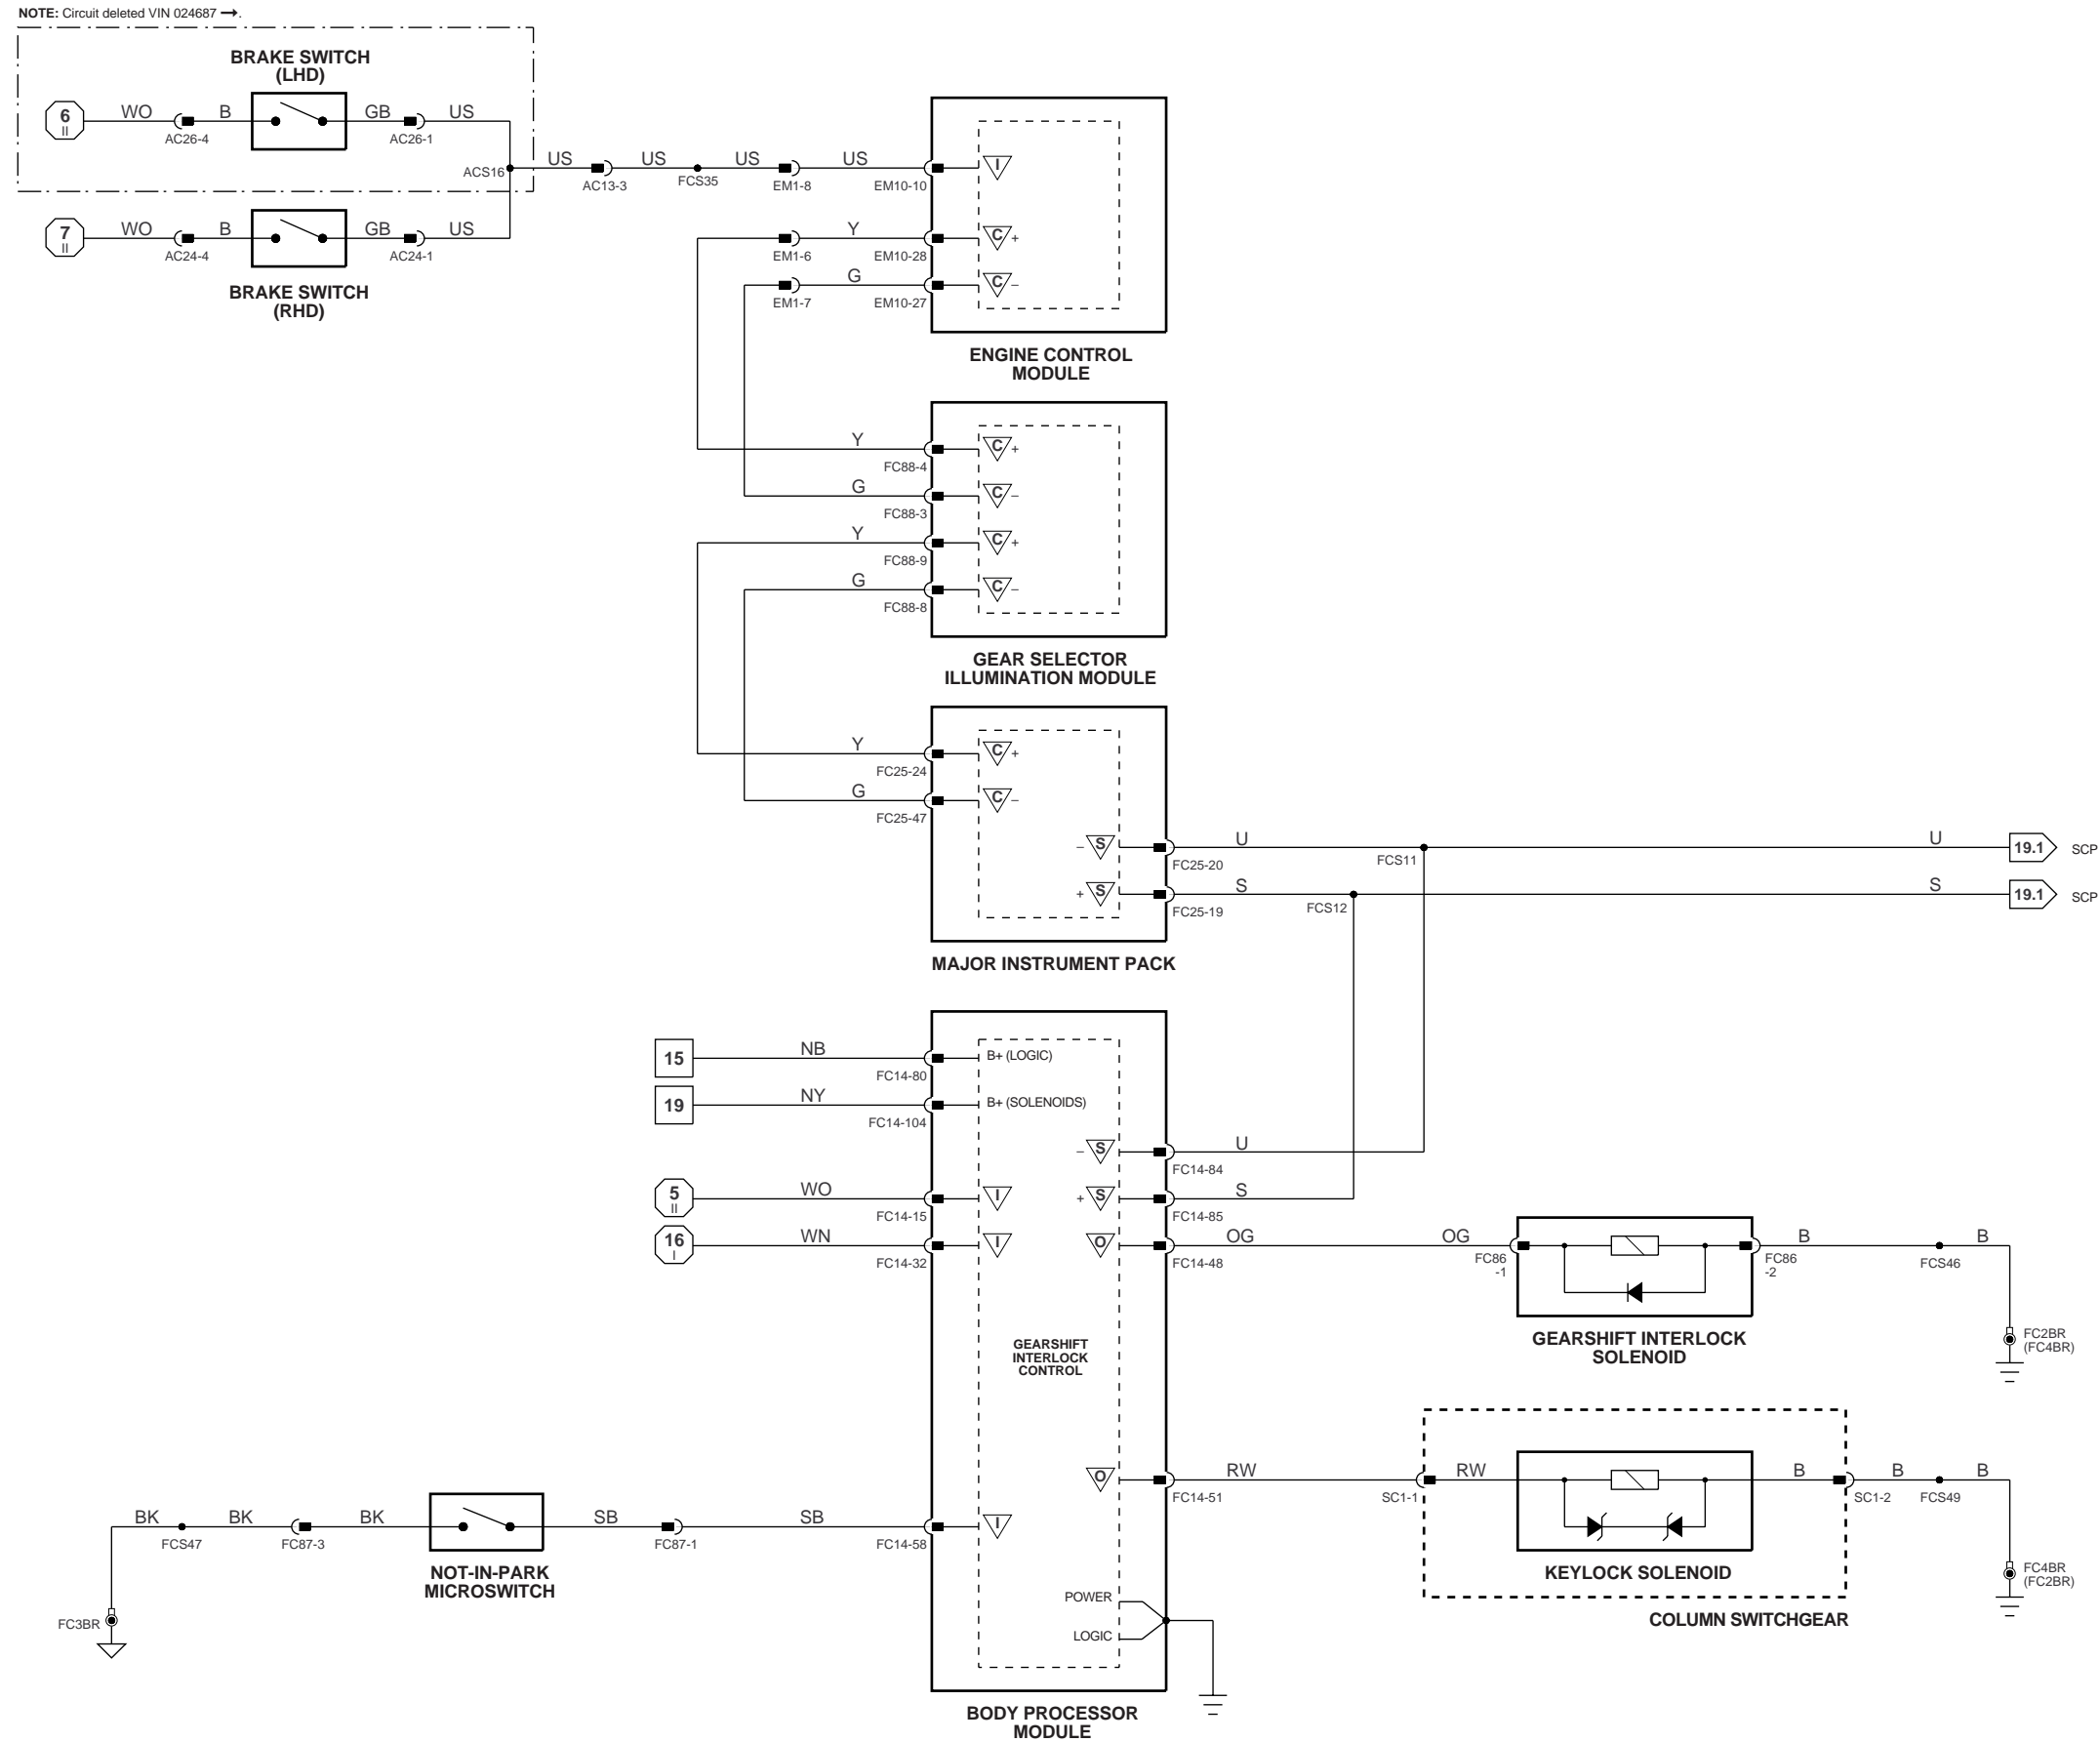 NOTE: Circuit deleted VIN 024687 →.
BRAKE SWITCH
(LHD)
6
II
WO
AC26-4
B
GB
AC26-1
US
ACS16
US
AC13-3
US
FCS35
US
EM1-8
US
EM10-10
I
7
II
WO
AC24-4
B
GB
AC24-1
US
BRAKE SWITCH
(RHD)
EM1-6
Y
EM10-28
C +
EM1-7
G
EM10-27
C –
ENGINE CONTROL
MODULE
Y
FC88-4
C +
G
FC88-3
C –
Y
FC88-9
C +
G
FC88-8
C –
GEAR SELECTOR
ILLUMINATION MODULE
Y
FC25-24
C +
G
FC25-47
C –
– S
FC25-20
U
FCS11
U
19.1
SCP
+ S
FC25-19
S
FCS12
S
19.1
SCP
MAJOR INSTRUMENT PACK
15
NB
FC14-80
B+ (LOGIC)
19
NY
FC14-104
B+ (SOLENOIDS)
– S
FC14-84
U
5
II
WO
FC14-15
I
+ S
FC14-85
S
16
I
WN
FC14-32
I
O
FC14-48
OG
OG
FC86
-1
FC86
-2
B
FCS46
B
GEARSHIFT INTERLOCK
SOLENOID
FC2BR
(FC4BR)
GEARSHIFT
INTERLOCK
CONTROL
O
FC14-51
RW
SC1-1
RW
B
SC1-2
B
FCS49
B
KEYLOCK SOLENOID
FC4BR
(FC2BR)
COLUMN SWITCHGEAR
BK
FCS47
BK
FC87-3
BK
SB
FC87-1
SB
FC14-58
I
NOT-IN-PARK
MICROSWITCH
FC3BR
POWER
LOGIC
BODY PROCESSOR
MODULE